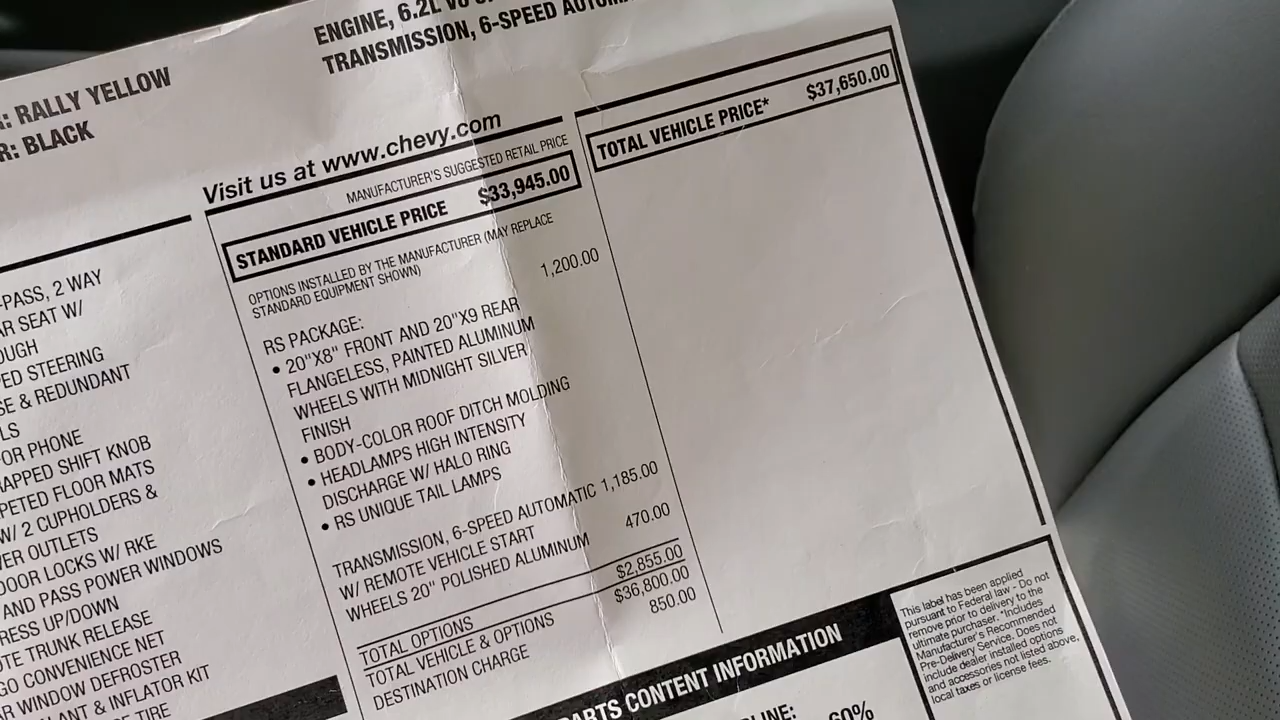 ENGINE, 6.2L V8
TRANSMISSION, 6-SPEED
: RALLY YELLOW
R: BLACK
Visit us at www.chevy.com
MANUFACTURER'S SUGGESTED RETAIL PRICE
STANDARD VEHICLE PRICE $33,945.00
OPTIONS INSTALLED BY THE MANUFACTURER (MAY REPLACE
STANDARD EQUIPMENT SHOWN)
1,200.00
RS PACKAGE:
• 20"X8" FRONT AND 20"X9 REAR
FLANGELESS, PAINTED ALUMINUM
WHEELS WITH MIDNIGHT SILVER
FINISH
• BODY-COLOR ROOF DITCH MOLDING
• HEADLAMPS HIGH INTENSITY
DISCHARGE W/ HALO RING
• RS UNIQUE TAIL LAMPS
TRANSMISSION, 6-SPEED AUTOMATIC 1,185.00
W/ REMOTE VEHICLE START
WHEELS 20" POLISHED ALUMINUM 470.00
TOTAL OPTIONS $2,855.00
TOTAL VEHICLE & OPTIONS $36,800.00
DESTINATION CHARGE 850.00
TOTAL VEHICLE PRICE* $37,650.00
-PASS, 2 WAY
AR SEAT W/
OUGH
PED STEERING
SE & REDUNDANT
LS
OR PHONE
RAPPED SHIFT KNOB
PETED FLOOR MATS
W/ 2 CUPHOLDERS &
ER OUTLETS
DOOR LOCKS W/ RKE
AND PASS POWER WINDOWS
RESS UP/DOWN
OTE TRUNK RELEASE
GO CONVENIENCE NET
R WINDOW DEFROSTER
LANT & INFLATOR KIT
TIRE
PARTS CONTENT INFORMATION
LINE:
60%
This label has been applied
pursuant to Federal law - Do not
remove prior to delivery to the
ultimate purchaser. *Includes
Manufacturer's Recommended
Pre-Delivery Service. Does not
include dealer installed options
and accessories not listed above,
local taxes or license fees.